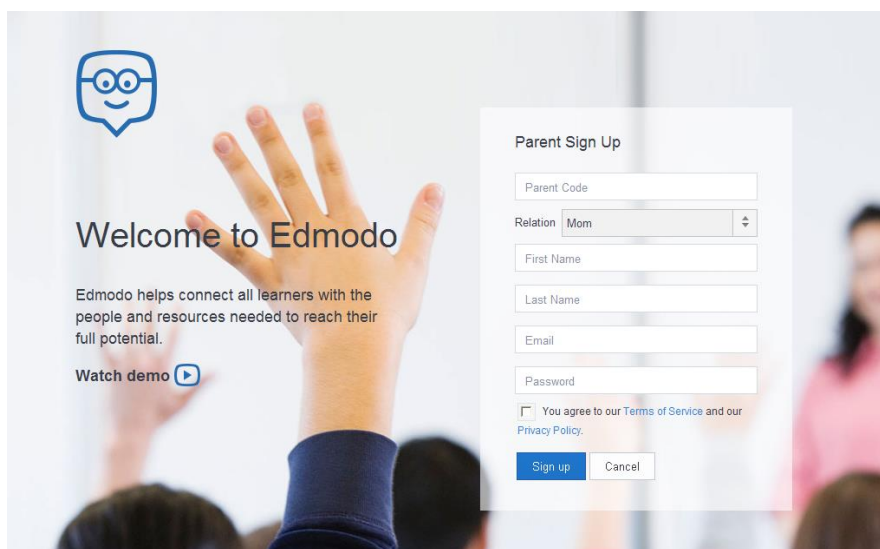 Welcome to Edmodo
Edmodo helps connect all learners with the
people and resources needed to reach their
full potential.
Watch demo
Parent Sign Up
Parent Code
Relation Mom
First Name
Last Name
Email
Password
You agree to our Terms of Service and our
Privacy Policy.
Sign up Cancel